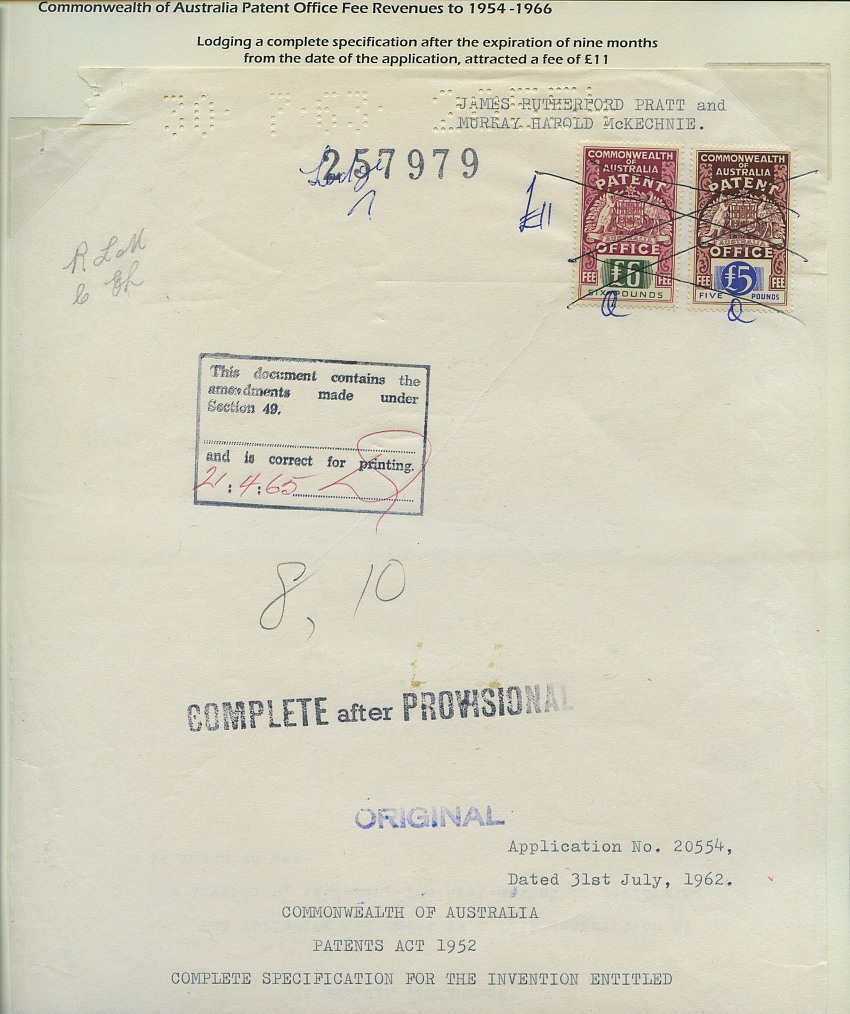 Commonwealth of Australia Patent Office Fee Revenues to 1954 -1966
Lodging a complete specification after the expiration of nine months
from the date of the application, attracted a fee of £11
30· 7·63·
JAMES RUTHERFORD PRATT and
MURRAY HAROLD McKECHNIE.
257979
£11
COMMONWEALTH
OF
AUSTRALIA
PATENT
AUSTRALIA
OFFICE
FEE £6 FEE
SIX POUNDS
COMMONWEALTH
OF
AUSTRALIA
PATENT
AUSTRALIA
OFFICE
FEE £5 FEE
FIVE POUNDS
This document contains the
amendments made under
Section 49.
and is correct for printing.
21:4:65
8, 10
COMPLETE after PROVISIONAL
ORIGINAL
Application No. 20554,
Dated 31st July, 1962.
COMMONWEALTH OF AUSTRALIA
PATENTS ACT 1952
COMPLETE SPECIFICATION FOR THE INVENTION ENTITLED